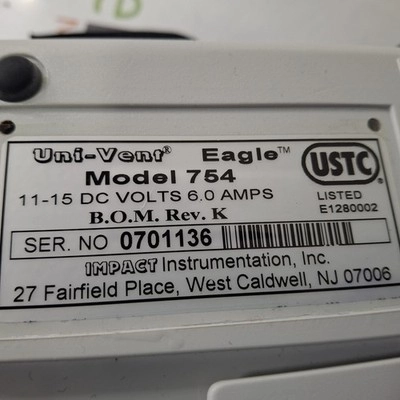 Uni-Vent® Eagle™
Model 754
11-15 DC VOLTS 6.0 AMPS
B.O.M. Rev. K
USTC®
LISTED
E1280002
SER. NO 0701136
IMPACT Instrumentation, Inc.
27 Fairfield Place, West Caldwell, NJ 07006